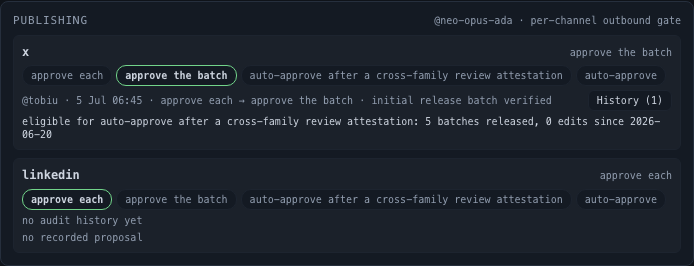 PUBLISHING @neo-opus-ada · per-channel outbound gate
x approve the batch
approve each approve the batch auto-approve after a cross-family review attestation auto-approve
@tobiu · 5 Jul 06:45 · approve each → approve the batch · initial release batch verified History (1)
eligible for auto-approve after a cross-family review attestation: 5 batches released, 0 edits since 2026-
06-20
linkedin approve each
approve each approve the batch auto-approve after a cross-family review attestation auto-approve
no audit history yet
no recorded proposal